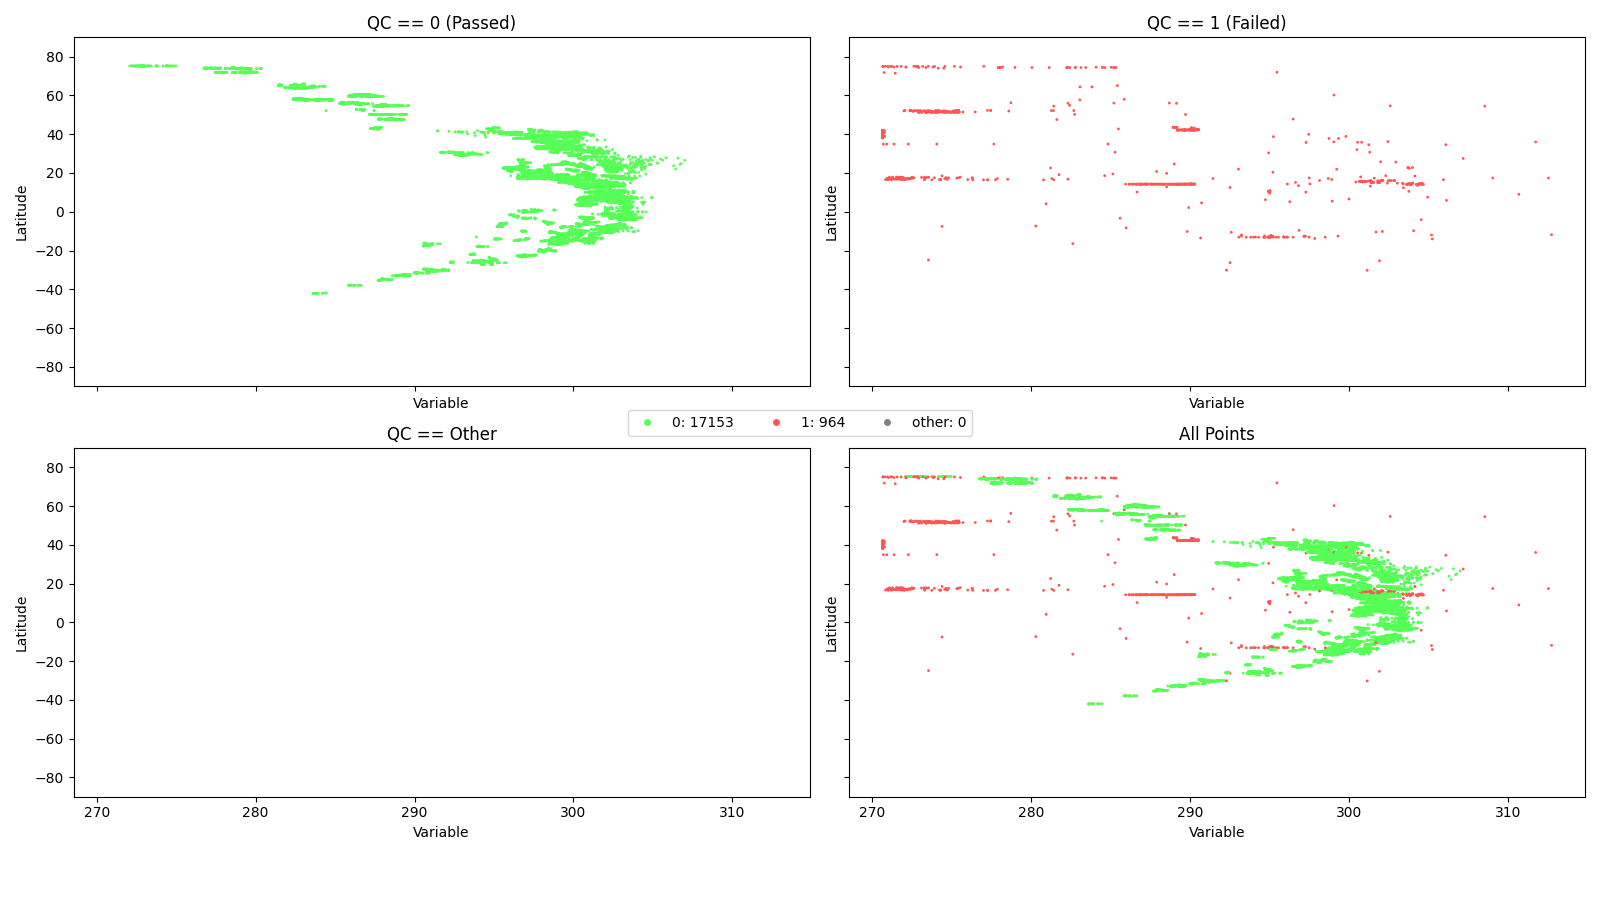 QC == 0 (Passed)
QC == 1 (Failed)
80
60
40
20
0
−20
−40
−60
−80
Latitude
Latitude
Variable
Variable
0: 17153
1: 964
other: 0
QC == Other
All Points
80
60
40
20
0
−20
−40
−60
−80
Latitude
Latitude
270
280
290
300
310
270
280
290
300
310
Variable
Variable